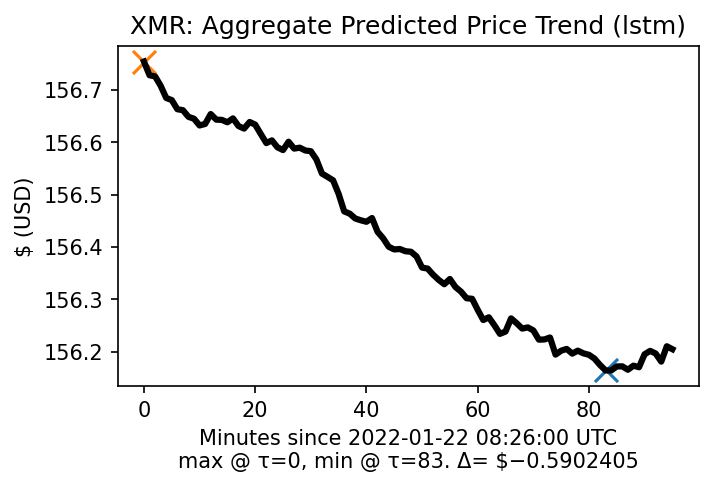 XMR: Aggregate Predicted Price Trend (lstm)
$ (USD)
156.7
156.6
156.5
156.4
156.3
156.2
0 20 40 60 80
Minutes since 2022-01-22 08:26:00 UTC
max @ τ=0, min @ τ=83. Δ= $−0.5902405